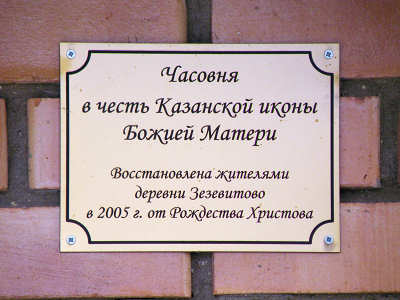 Часовня
в честь Казанской иконы
Божией Матери
Восстановлена жителями
деревни Зезевитово
в 2005 г. от Рождества Христова